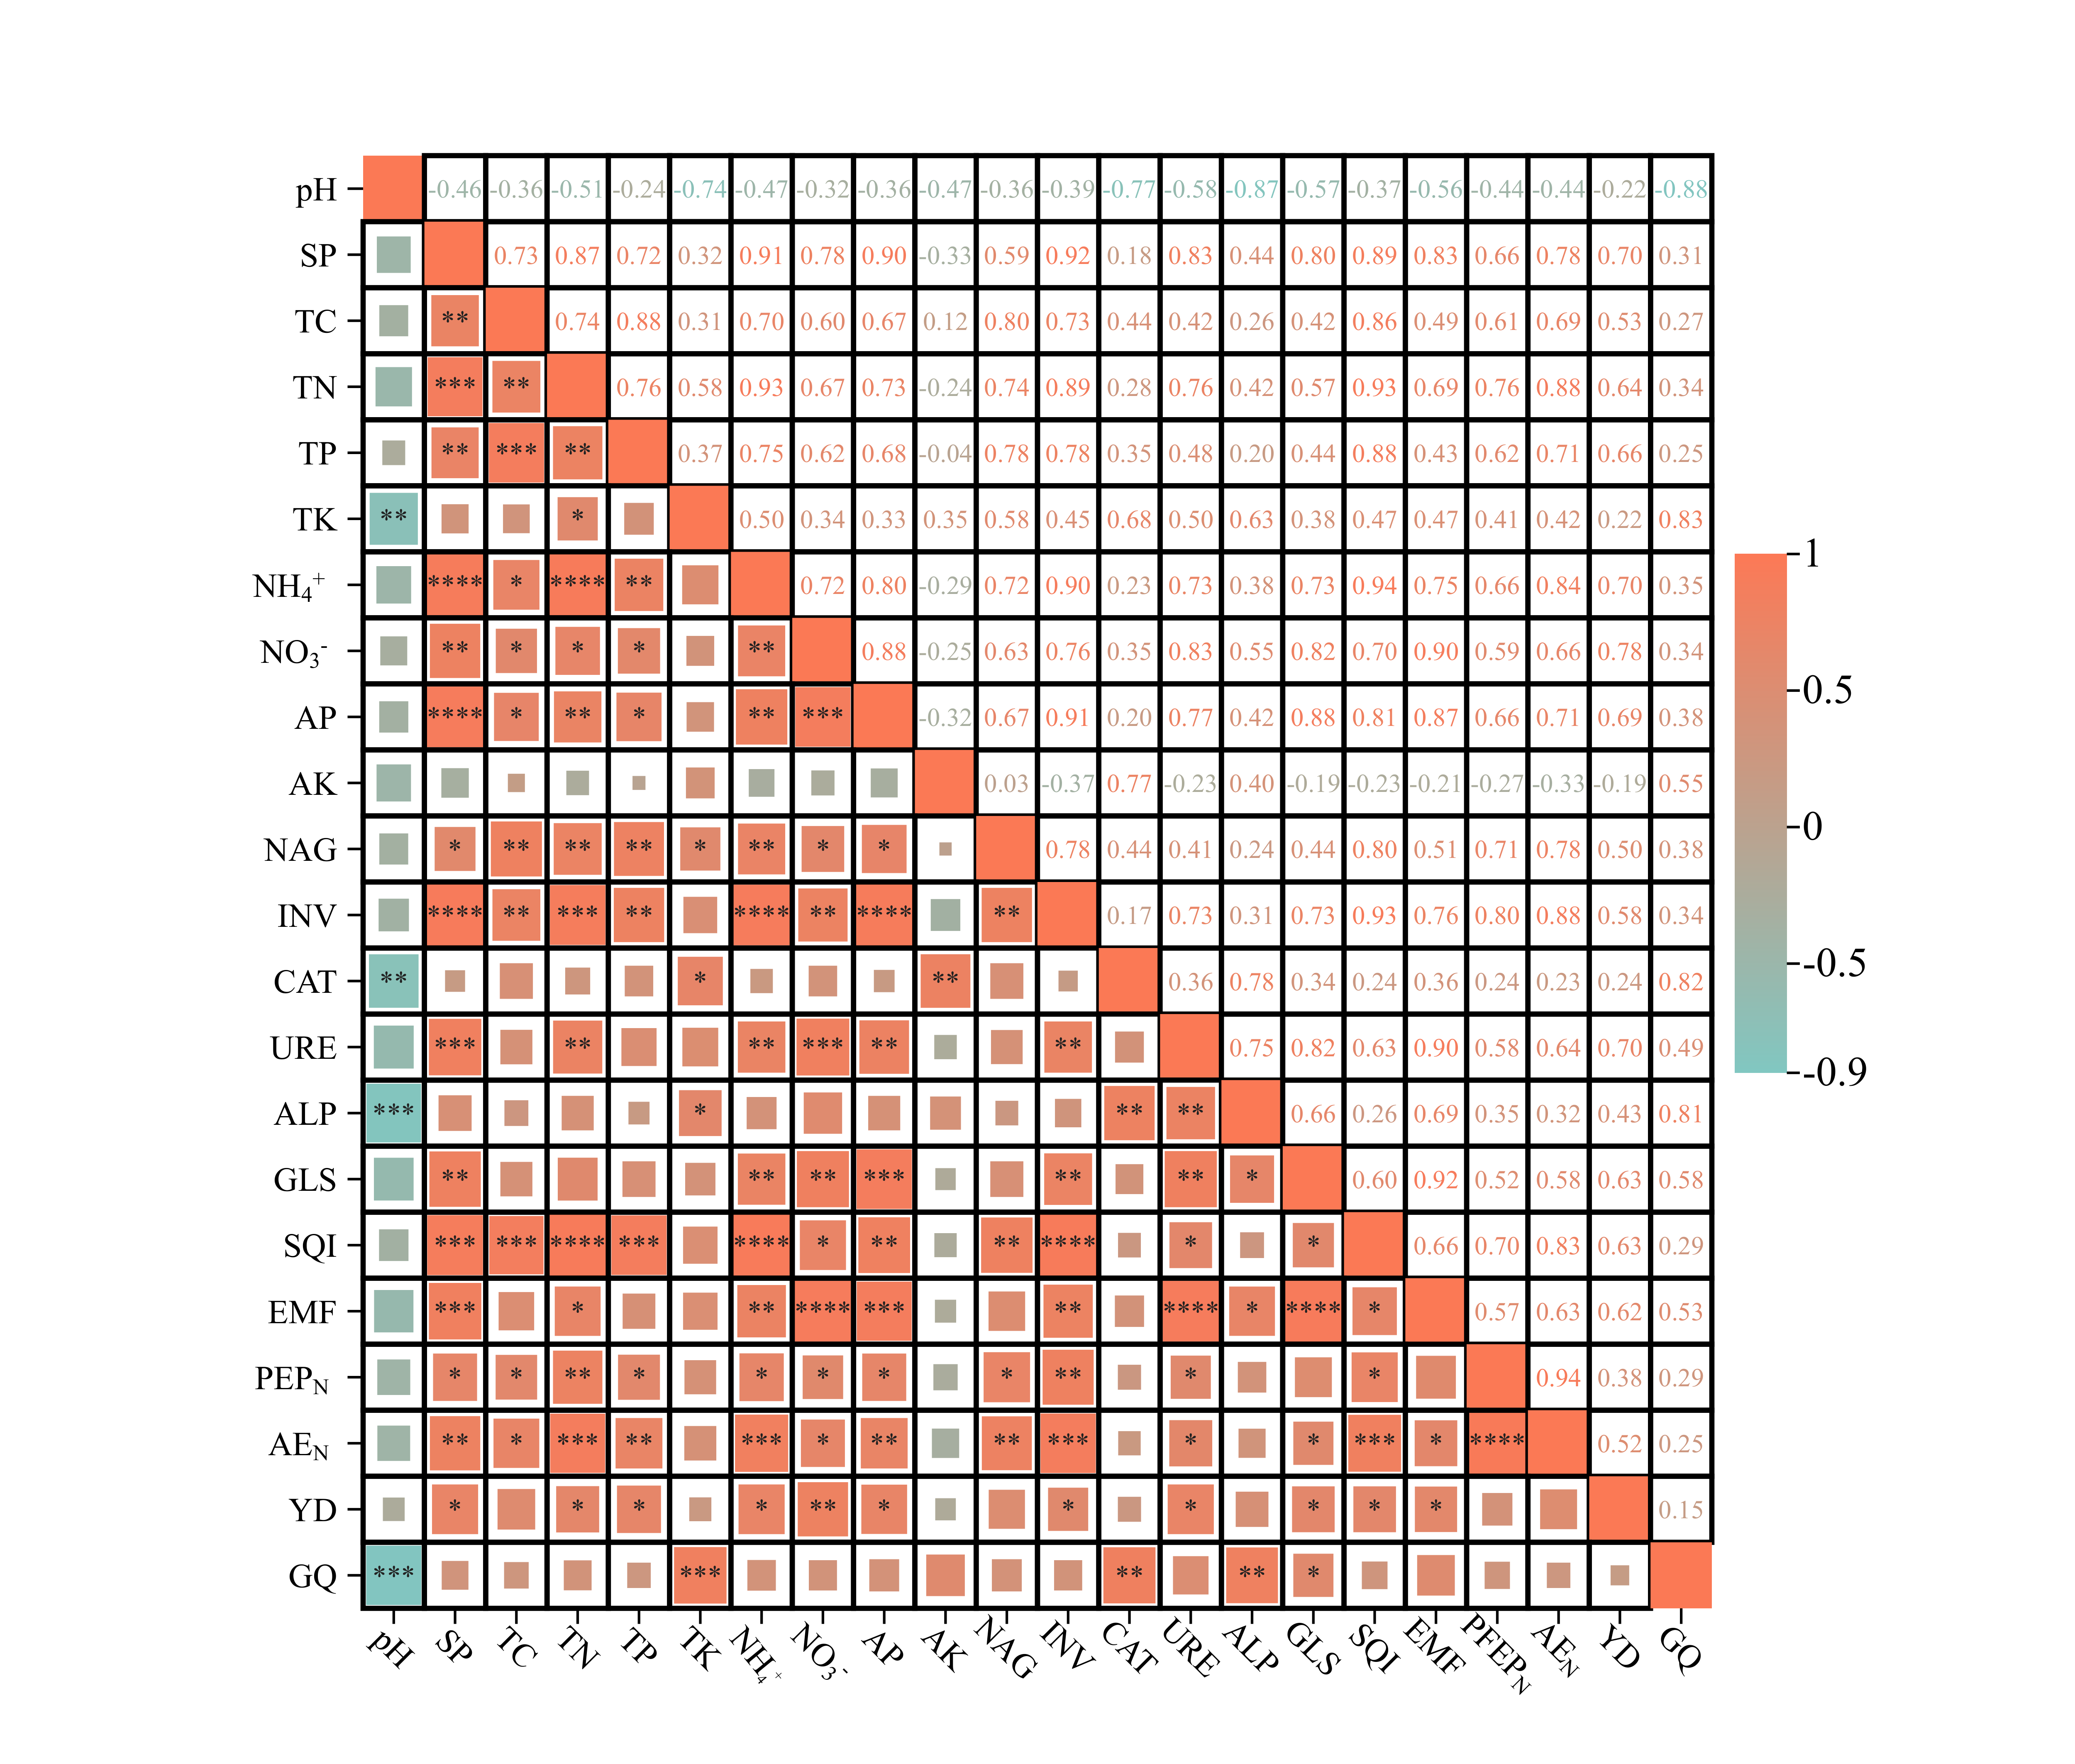 pH -0.46 -0.36 -0.51 -0.24 -0.74 -0.47 -0.32 -0.36 -0.47 -0.36 -0.39 -0.77 -0.58 -0.87 -0.57 -0.37 -0.56 -0.44 -0.44 -0.22 -0.88
SP 0.73 0.87 0.72 0.32 0.91 0.78 0.90 -0.33 0.59 0.92 0.18 0.83 0.44 0.80 0.89 0.83 0.66 0.78 0.70 0.31
TC ** 0.74 0.88 0.31 0.70 0.60 0.67 0.12 0.80 0.73 0.44 0.42 0.26 0.42 0.86 0.49 0.61 0.69 0.53 0.27
TN *** ** 0.76 0.58 0.93 0.67 0.73 -0.24 0.74 0.89 0.28 0.76 0.42 0.57 0.93 0.69 0.76 0.88 0.64 0.34
TP ** *** ** 0.37 0.75 0.62 0.68 -0.04 0.78 0.78 0.35 0.48 0.20 0.44 0.88 0.43 0.62 0.71 0.66 0.25
TK ** * 0.50 0.34 0.33 0.35 0.58 0.45 0.68 0.50 0.63 0.38 0.47 0.47 0.41 0.42 0.22 0.83
NH₄⁺ **** * **** ** 0.72 0.80 -0.29 0.72 0.90 0.23 0.73 0.38 0.73 0.94 0.75 0.66 0.84 0.70 0.35
NO₃⁻ ** * * * ** 0.88 -0.25 0.63 0.76 0.35 0.83 0.55 0.82 0.70 0.90 0.59 0.66 0.78 0.34
AP **** * ** * ** *** -0.32 0.67 0.91 0.20 0.77 0.42 0.88 0.81 0.87 0.66 0.71 0.69 0.38
AK 0.03 -0.37 0.77 -0.23 0.40 -0.19 -0.23 -0.21 -0.27 -0.33 -0.19 0.55
NAG * ** ** ** * ** * * 0.78 0.44 0.41 0.24 0.44 0.80 0.51 0.71 0.78 0.50 0.38
INV **** ** *** ** **** ** **** ** 0.17 0.73 0.31 0.73 0.93 0.76 0.80 0.88 0.58 0.34
CAT ** * ** 0.36 0.78 0.34 0.24 0.36 0.24 0.23 0.24 0.82
URE *** ** ** *** ** ** 0.75 0.82 0.63 0.90 0.58 0.64 0.70 0.49
ALP *** * ** ** 0.66 0.26 0.69 0.35 0.32 0.43 0.81
GLS ** ** ** *** ** ** * 0.60 0.92 0.52 0.58 0.63 0.58
SQI *** *** **** *** **** * ** ** **** * * 0.66 0.70 0.83 0.63 0.29
EMF *** * ** **** *** ** **** * **** * 0.57 0.63 0.62 0.53
PEP_N * * ** * * * * * ** * * 0.94 0.38 0.29
AE_N ** * *** ** *** * ** ** *** * * *** * **** 0.52 0.25
YD * * * * ** * * * * * * 0.15
GQ *** *** ** ** *
pH SP TC TN TP TK NH₄⁺ NO₃⁻ AP AK NAG INV CAT URE ALP GLS SQI EMF PFEP_N AE_N YD GQ
1
0.5
0
-0.5
-0.9